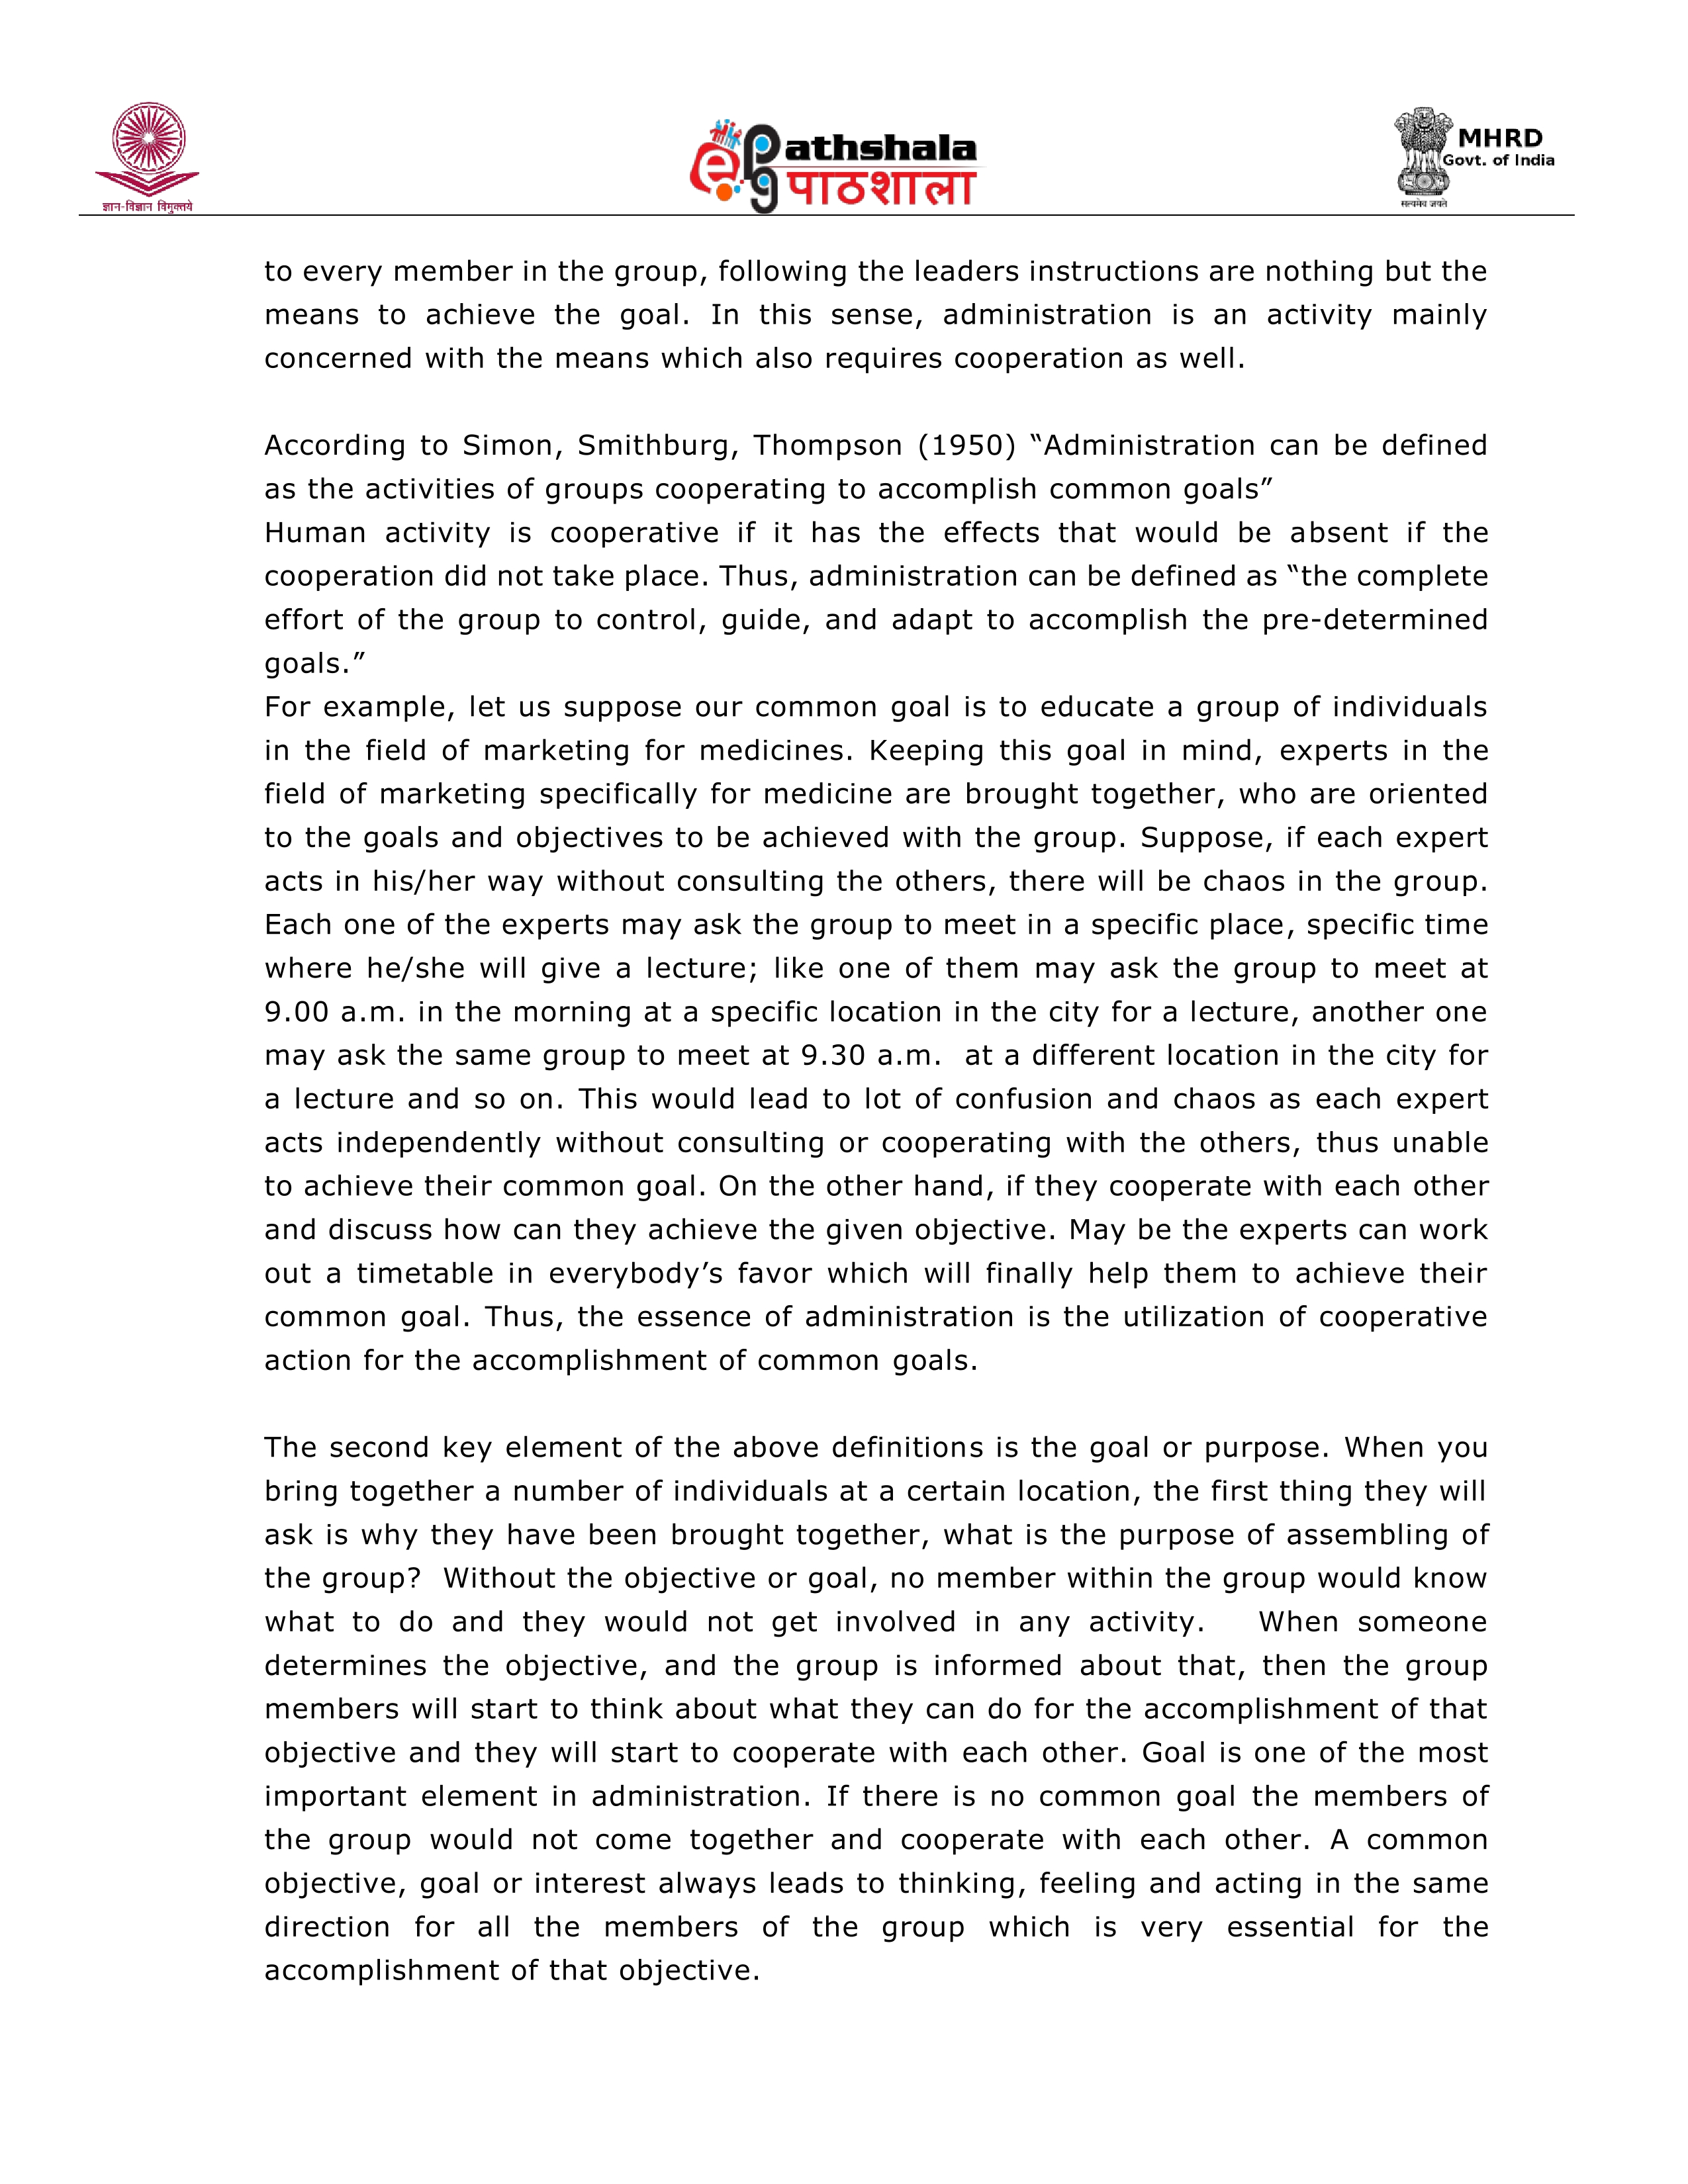 ज्ञान-विज्ञान विमुक्तये
e Pg athshala
पाठशाला
MHRD
Govt. of India
सत्यमेव जयते
to every member in the group, following the leaders instructions are nothing but the
means to achieve the goal. In this sense, administration is an activity mainly
concerned with the means which also requires cooperation as well.
According to Simon, Smithburg, Thompson (1950) “Administration can be defined
as the activities of groups cooperating to accomplish common goals”
Human activity is cooperative if it has the effects that would be absent if the
cooperation did not take place. Thus, administration can be defined as “the complete
effort of the group to control, guide, and adapt to accomplish the pre-determined
goals.”
For example, let us suppose our common goal is to educate a group of individuals
in the field of marketing for medicines. Keeping this goal in mind, experts in the
field of marketing specifically for medicine are brought together, who are oriented
to the goals and objectives to be achieved with the group. Suppose, if each expert
acts in his/her way without consulting the others, there will be chaos in the group.
Each one of the experts may ask the group to meet in a specific place, specific time
where he/she will give a lecture; like one of them may ask the group to meet at
9.00 a.m. in the morning at a specific location in the city for a lecture, another one
may ask the same group to meet at 9.30 a.m.  at a different location in the city for
a lecture and so on. This would lead to lot of confusion and chaos as each expert
acts independently without consulting or cooperating with the others, thus unable
to achieve their common goal. On the other hand, if they cooperate with each other
and discuss how can they achieve the given objective. May be the experts can work
out a timetable in everybody’s favor which will finally help them to achieve their
common goal. Thus, the essence of administration is the utilization of cooperative
action for the accomplishment of common goals.
The second key element of the above definitions is the goal or purpose. When you
bring together a number of individuals at a certain location, the first thing they will
ask is why they have been brought together, what is the purpose of assembling of
the group?  Without the objective or goal, no member within the group would know
what to do and they would not get involved in any activity.   When someone
determines the objective, and the group is informed about that, then the group
members will start to think about what they can do for the accomplishment of that
objective and they will start to cooperate with each other. Goal is one of the most
important element in administration. If there is no common goal the members of
the group would not come together and cooperate with each other. A common
objective, goal or interest always leads to thinking, feeling and acting in the same
direction for all the members of the group which is very essential for the
accomplishment of that objective.